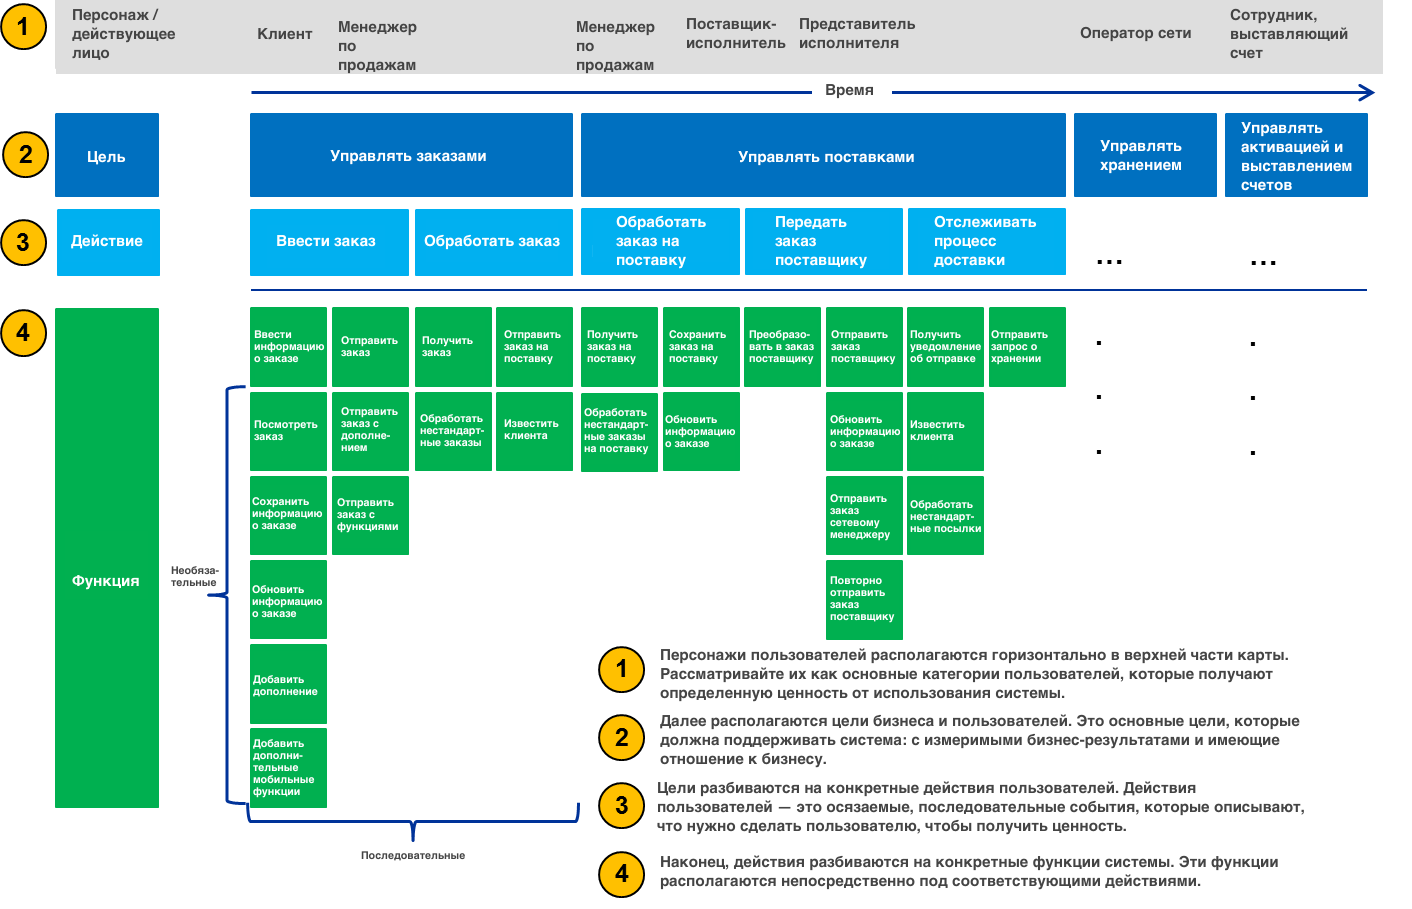 1
Персонаж /
действующее
лицо
Клиент
Менеджер
по
продажам
Менеджер
по
продажам
Поставщик-
исполнитель
Представитель
исполнителя
Оператор сети
Сотрудник,
выставляющий
счет
Время
2
Цель
Управлять заказами
Управлять поставками
Управлять
хранением
Управлять
активацией и
выставлением
счетов
3
Действие
Ввести заказ
Обработать заказ
Обработать
заказ на
поставку
Передать
заказ
поставщику
Отслеживать
процесс
доставки
...
...
4
Функция
Ввести
информацию
о заказе
Отправить
заказ
Получить
заказ
Отправить
заказ на
поставку
Получить
заказ на
поставку
Сохранить
заказ на
поставку
Преобразо-
вать в заказ
поставщику
Отправить
заказ
поставщику
Получить
уведомление
об отправке
Отправить
запрос о
хранении
Посмотреть
заказ
Отправить
заказ с
дополне-
нием
Обработать
нестандарт-
ные заказы
Известить
клиента
Обработать
нестандарт-
ные заказы
на поставку
Обновить
информацию
о заказе
Обновить
информацию
о заказе
Известить
клиента
Сохранить
информацию
о заказе
Отправить
заказ с
функциями
Отправить
заказ
сетевому
менеджеру
Обработать
нестандарт-
ные посылки
Необяза-
тельные
Обновить
информацию
о заказе
Повторно
отправить
заказ
поставщику
Добавить
дополнение
Добавить
дополни-
тельные
мобильные
функции
Последовательные
1
Персонажи пользователей располагаются горизонтально в верхней части карты.
Рассматривайте их как основные категории пользователей, которые получают
определенную ценность от использования системы.
2
Далее располагаются цели бизнеса и пользователей. Это основные цели, которые
должна поддерживать система: с измеримыми бизнес-результатами и имеющие
отношение к бизнесу.
3
Цели разбиваются на конкретные действия пользователей. Действия
пользователей — это осязаемые, последовательные события, которые описывают,
что нужно сделать пользователю, чтобы получить ценность.
4
Наконец, действия разбиваются на конкретные функции системы. Эти функции
располагаются непосредственно под соответствующими действиями.